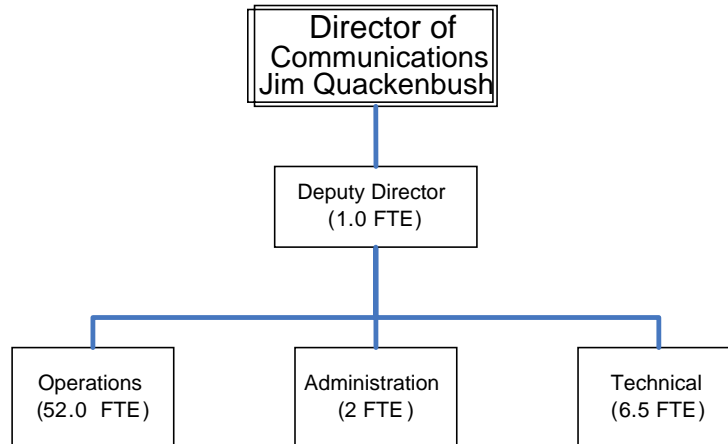 Director of
Communications
Jim Quackenbush
Deputy Director
(1.0 FTE)
Operations
(52.0 FTE)
Administration
(2 FTE)
Technical
(6.5 FTE)